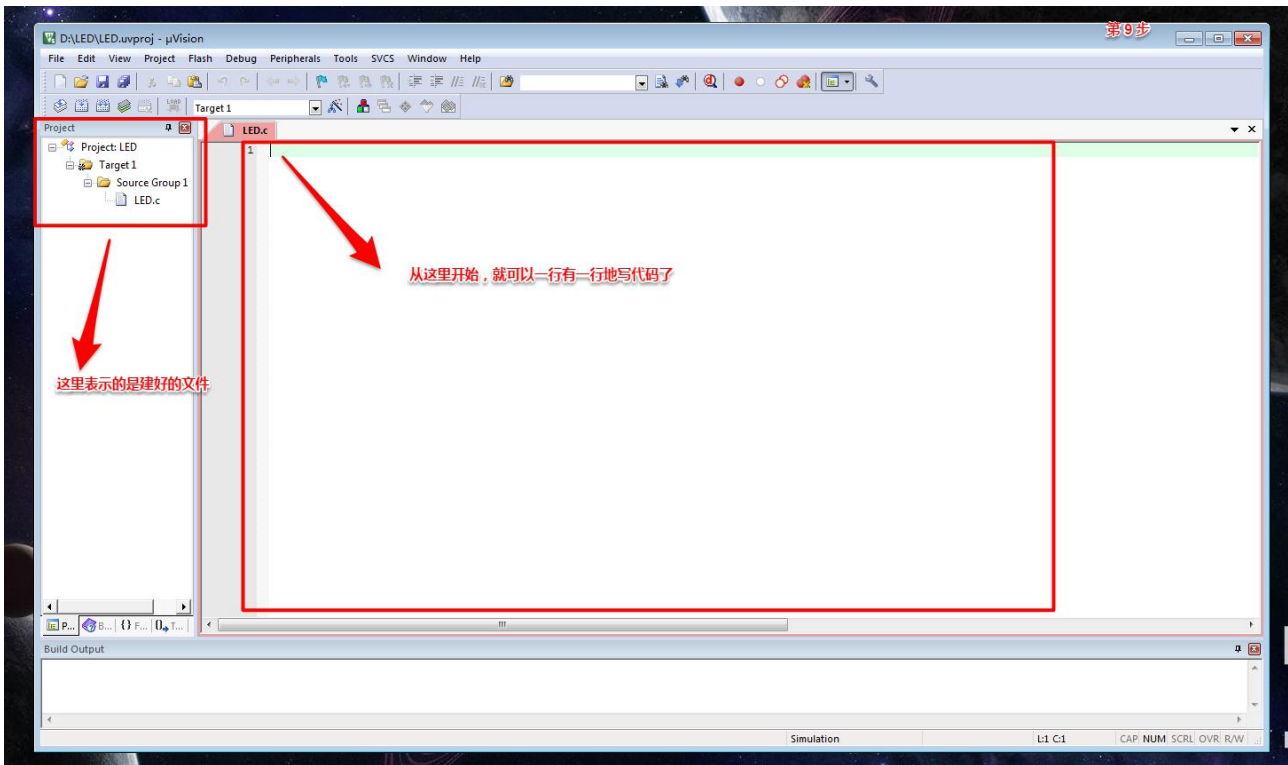 第9步
D:\LED\LED.uvproj - µVision
File Edit View Project Flash Debug Peripherals Tools SVCS Window Help
LOAD Target 1
Project
LED.c
Project: LED
Target 1
Source Group 1
LED.c
1
从这里开始，就可以一行有一行地写代码了
这里表示的是建好的文件
P... B... {} F... 0 T...
Build Output
Simulation L:1 C:1 CAP NUM SCRL OVR R/W